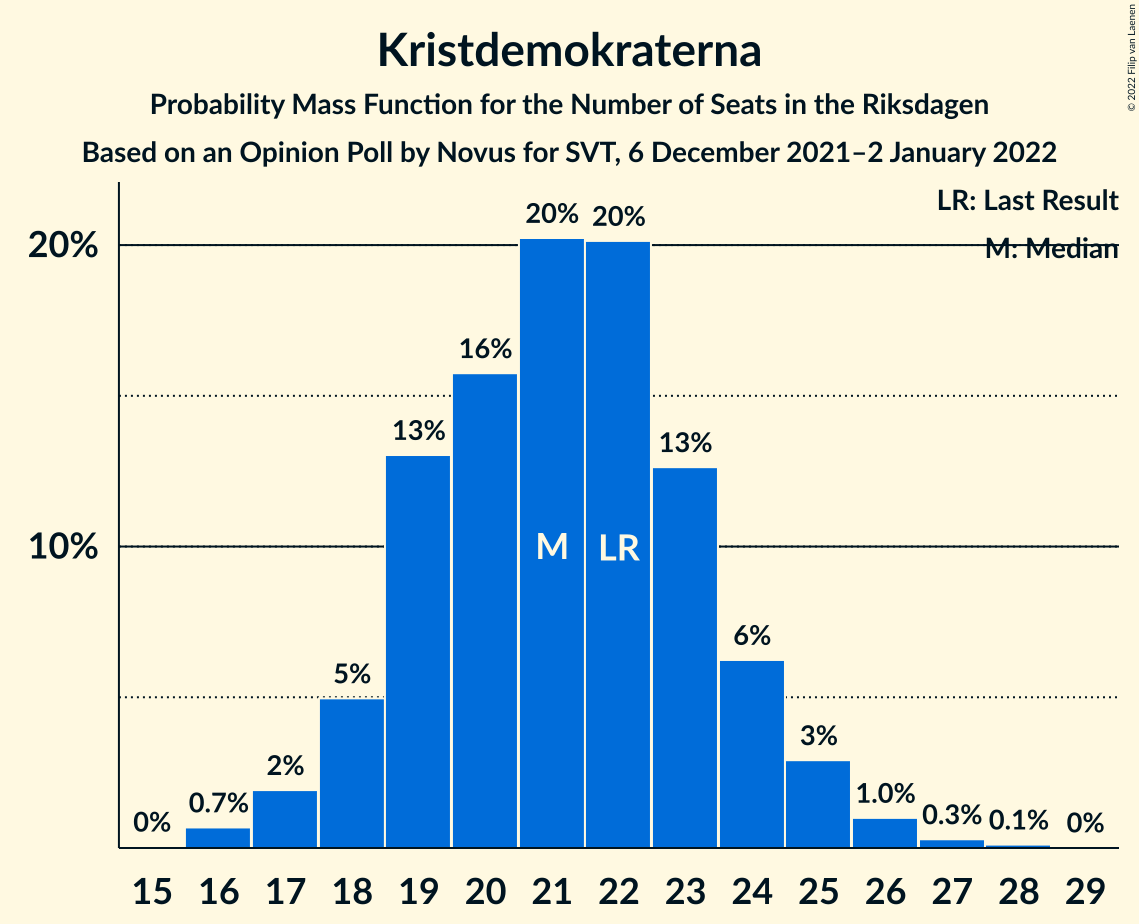 Kristdemokraterna
Probability Mass Function for the Number of Seats in the Riksdagen
Based on an Opinion Poll by Novus for SVT, 6 December 2021–2 January 2022
© 2022 Filip van Laenen
LR: Last Result
M: Median
20%
10%
0%
0.7%
2%
5%
13%
16%
20%
20%
13%
6%
3%
1.0%
0.3%
0.1%
0%
M
LR
15 16 17 18 19 20 21 22 23 24 25 26 27 28 29